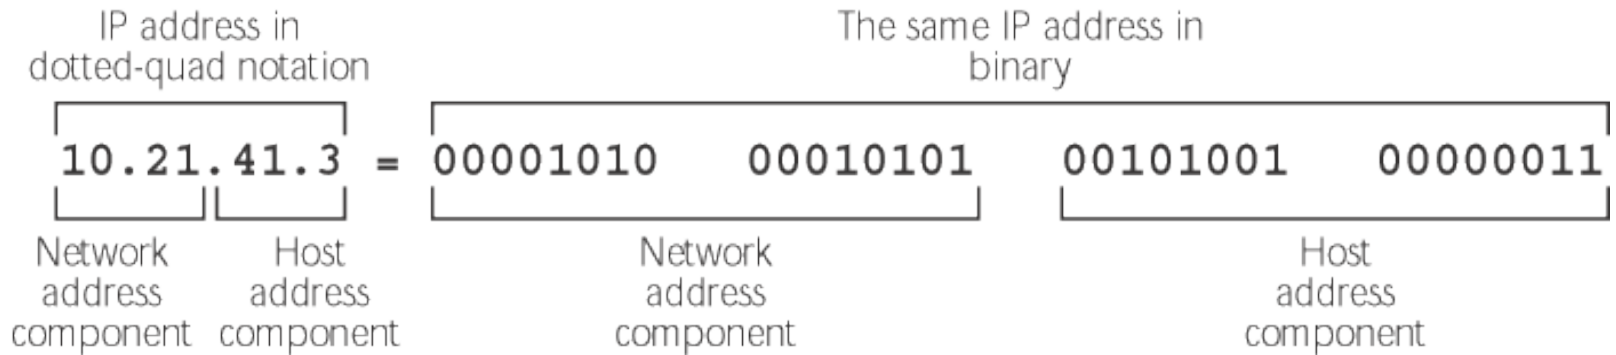 IP address in
dotted-quad notation
The same IP address in
binary
10.21.41.3 = 00001010 00010101 00101001 00000011
Network
address
component
Host
address
component
Network
address
component
Host
address
component